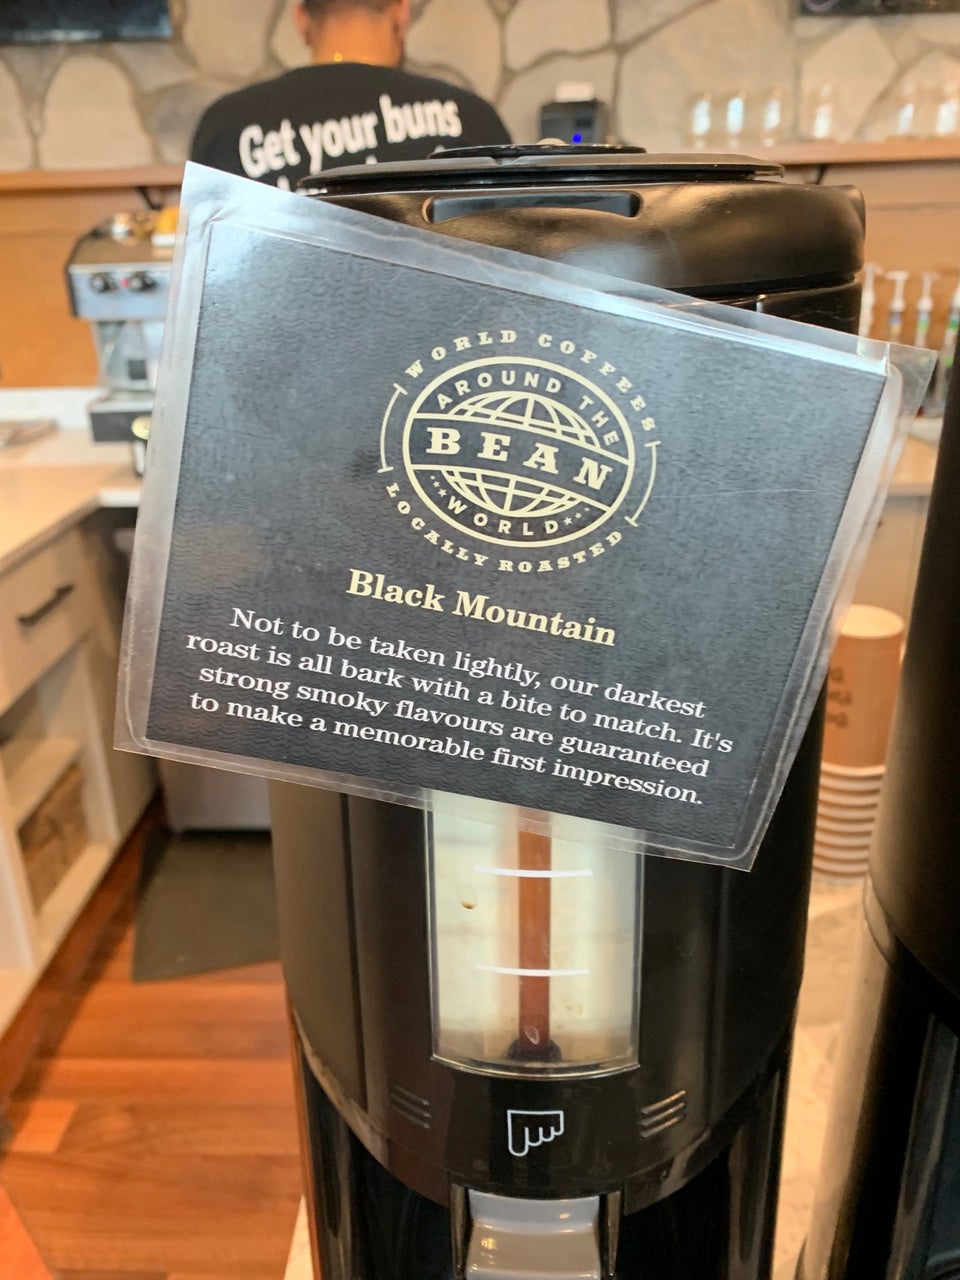 Get your buns
WORLD COFFEES
AROUND THE
BEAN
WORLD
LOCALLY ROASTED
Black Mountain
Not to be taken lightly, our darkest
roast is all bark with a bite to match. It's
strong smoky flavours are guaranteed
to make a memorable first impression.